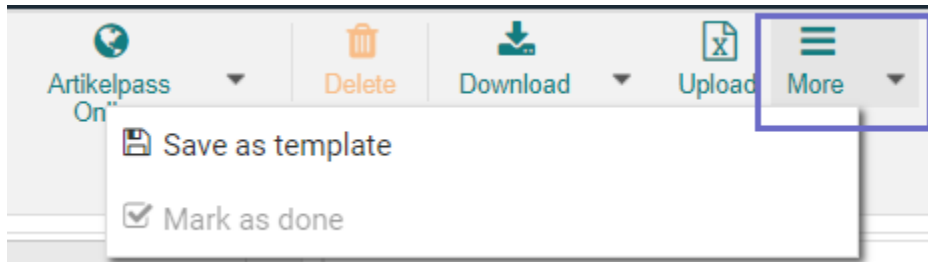 Artikelpass
Delete
Download
Upload
More
Save as template
Mark as done